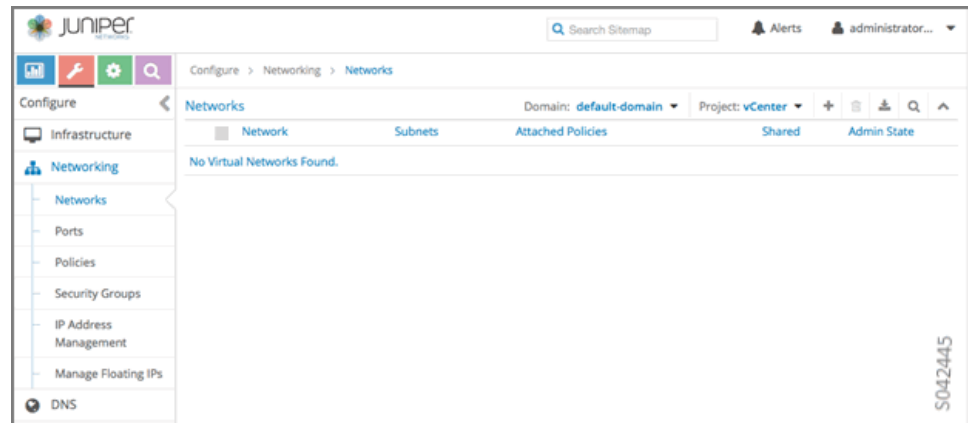 JUNIPER
NETWORKS
Search Sitemap
Alerts
administrator...
Configure > Networking > Networks
Configure
Networks
Domain: default-domain
Project: vCenter
Network Subnets Attached Policies Shared Admin State
No Virtual Networks Found.
Infrastructure
Networking
Networks
Ports
Policies
Security Groups
IP Address
Management
Manage Floating IPs
DNS
S042445